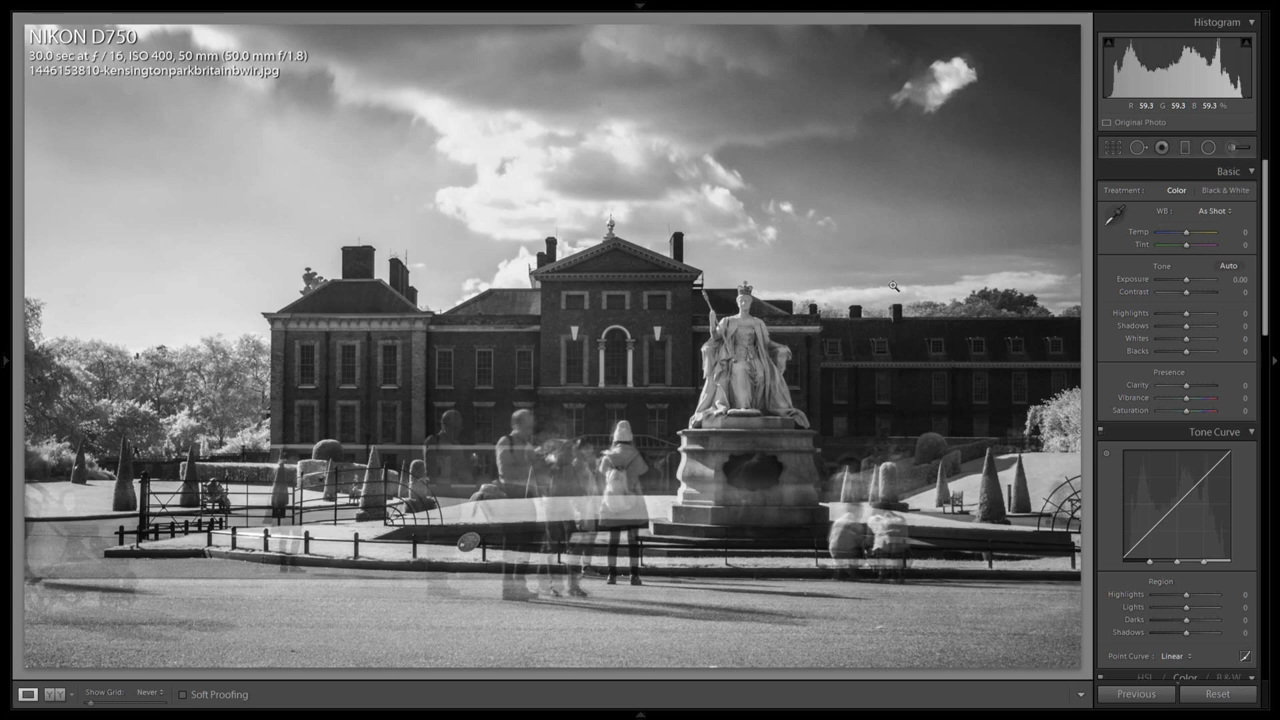 NIKON D750
30.0 sec at ƒ / 16, ISO 400, 50 mm (50.0 mm f/1.8)
1446153810-kensingtonparkbritainbwir.jpg
Histogram
R 59.3 G 59.3 B 59.3 %
Original Photo
Basic
Treatment : Color Black & White
WB : As Shot
Temp 0
Tint 0
Tone Auto
Exposure 0.00
Contrast 0
Highlights 0
Shadows 0
Whites 0
Blacks 0
Presence
Clarity 0
Vibrance 0
Saturation 0
Tone Curve
Region
Highlights 0
Lights 0
Darks 0
Shadows 0
Point Curve : Linear
HSL / Color / B & W
Previous Reset
Y Y Show Grid: Never Soft Proofing